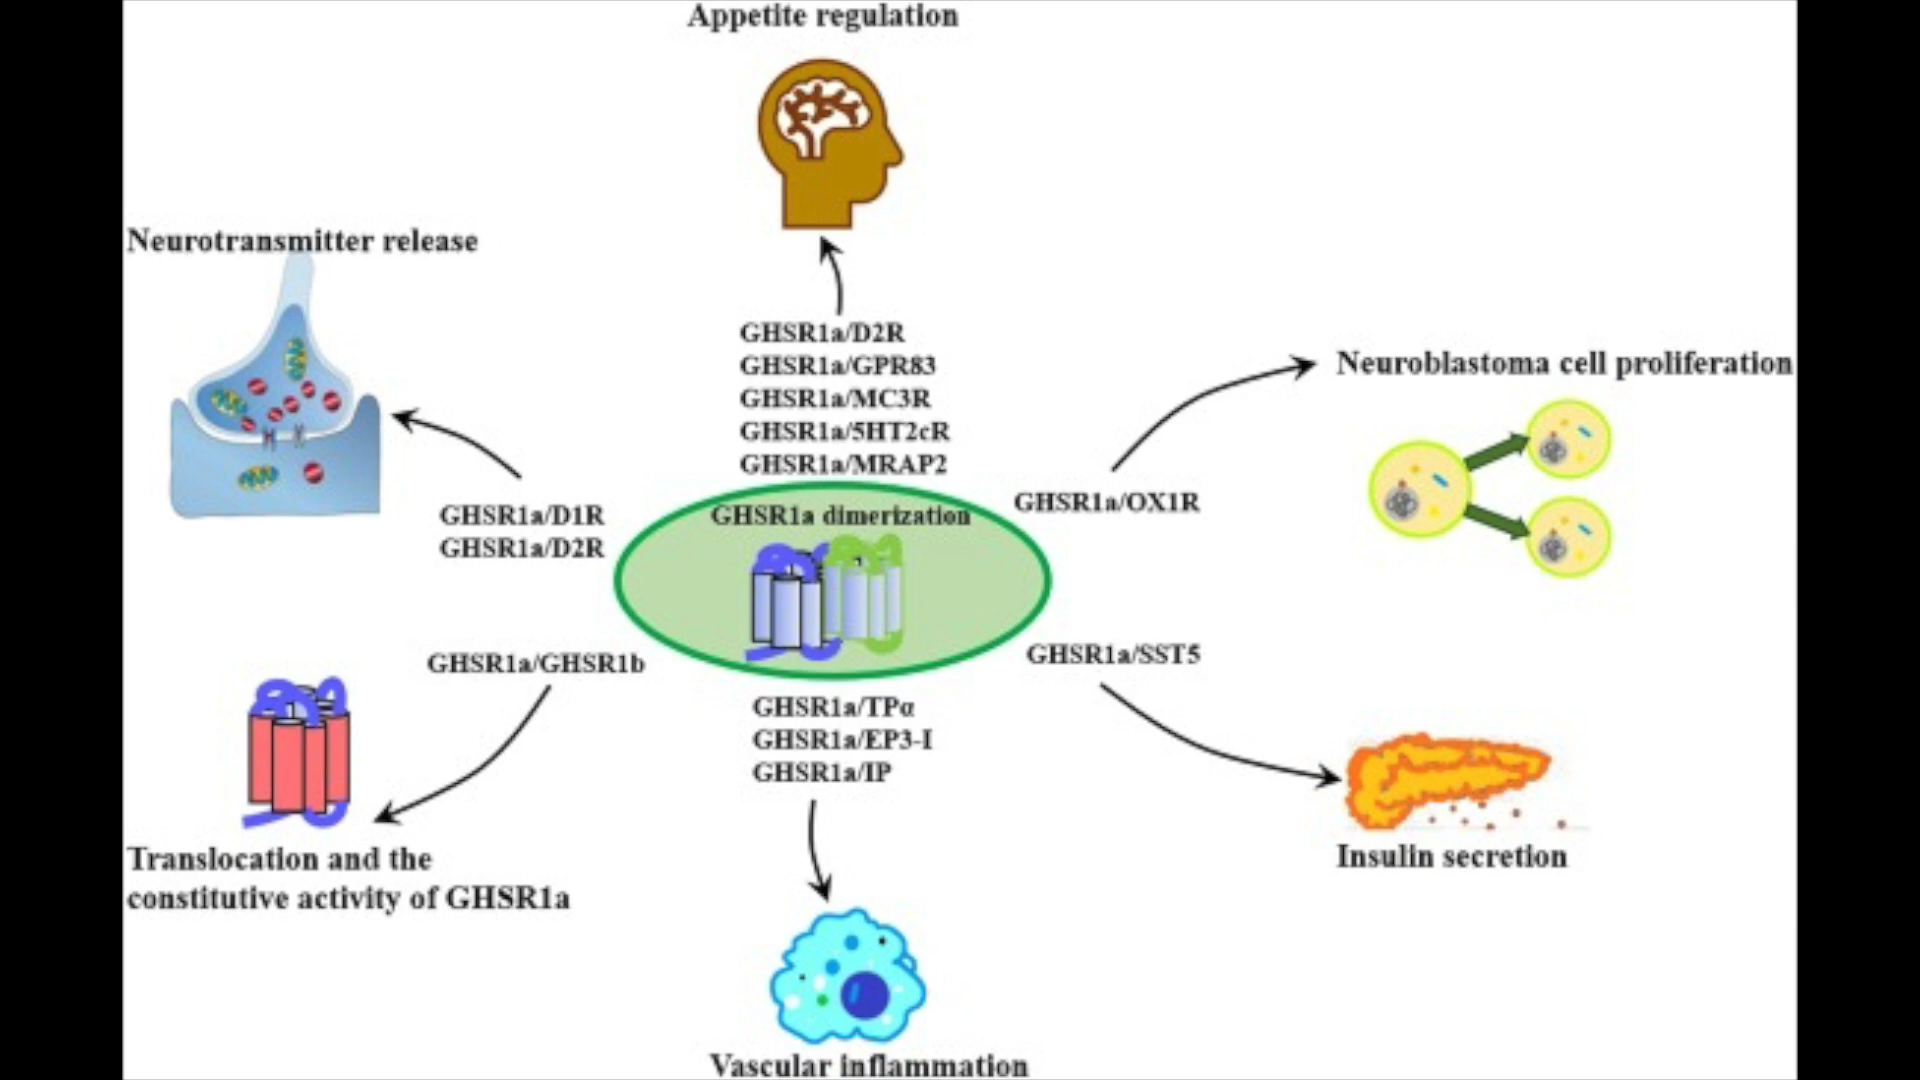 Appetite regulation
Neurotransmitter release
GHSR1a/D2R
GHSR1a/GPR83
GHSR1a/MC3R
GHSR1a/5HT2cR
GHSR1a/MRAP2
Neuroblastoma cell proliferation
GHSR1a/OX1R
GHSR1a/D1R
GHSR1a/D2R
GHSR1a dimerization
GHSR1a/GHSR1b
GHSR1a/SST5
GHSR1a/TPα
GHSR1a/EP3-I
GHSR1a/IP
Translocation and the
constitutive activity of GHSR1a
Insulin secretion
Vascular inflammation